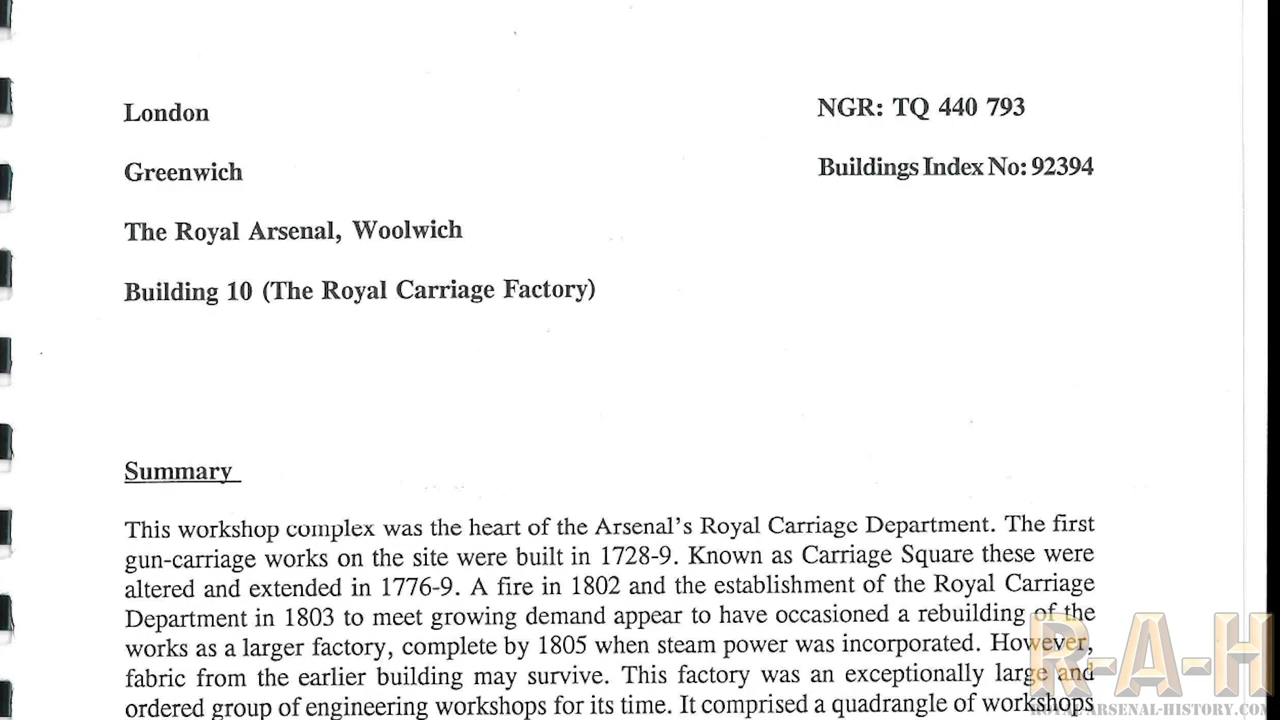 London
NGR: TQ 440 793
Greenwich
Buildings Index No: 92394
The Royal Arsenal, Woolwich
Building 10 (The Royal Carriage Factory)
Summary
This workshop complex was the heart of the Arsenal's Royal Carriage Department. The first
gun-carriage works on the site were built in 1728-9. Known as Carriage Square these were
altered and extended in 1776-9. A fire in 1802 and the establishment of the Royal Carriage
Department in 1803 to meet growing demand appear to have occasioned a rebuilding of the
works as a larger factory, complete by 1805 when steam power was incorporated. However,
fabric from the earlier building may survive. This factory was an exceptionally large and
ordered group of engineering workshops for its time. It comprised a quadrangle of workshops
R-A-H
ROYAL-ARSENAL-HISTORY.COM